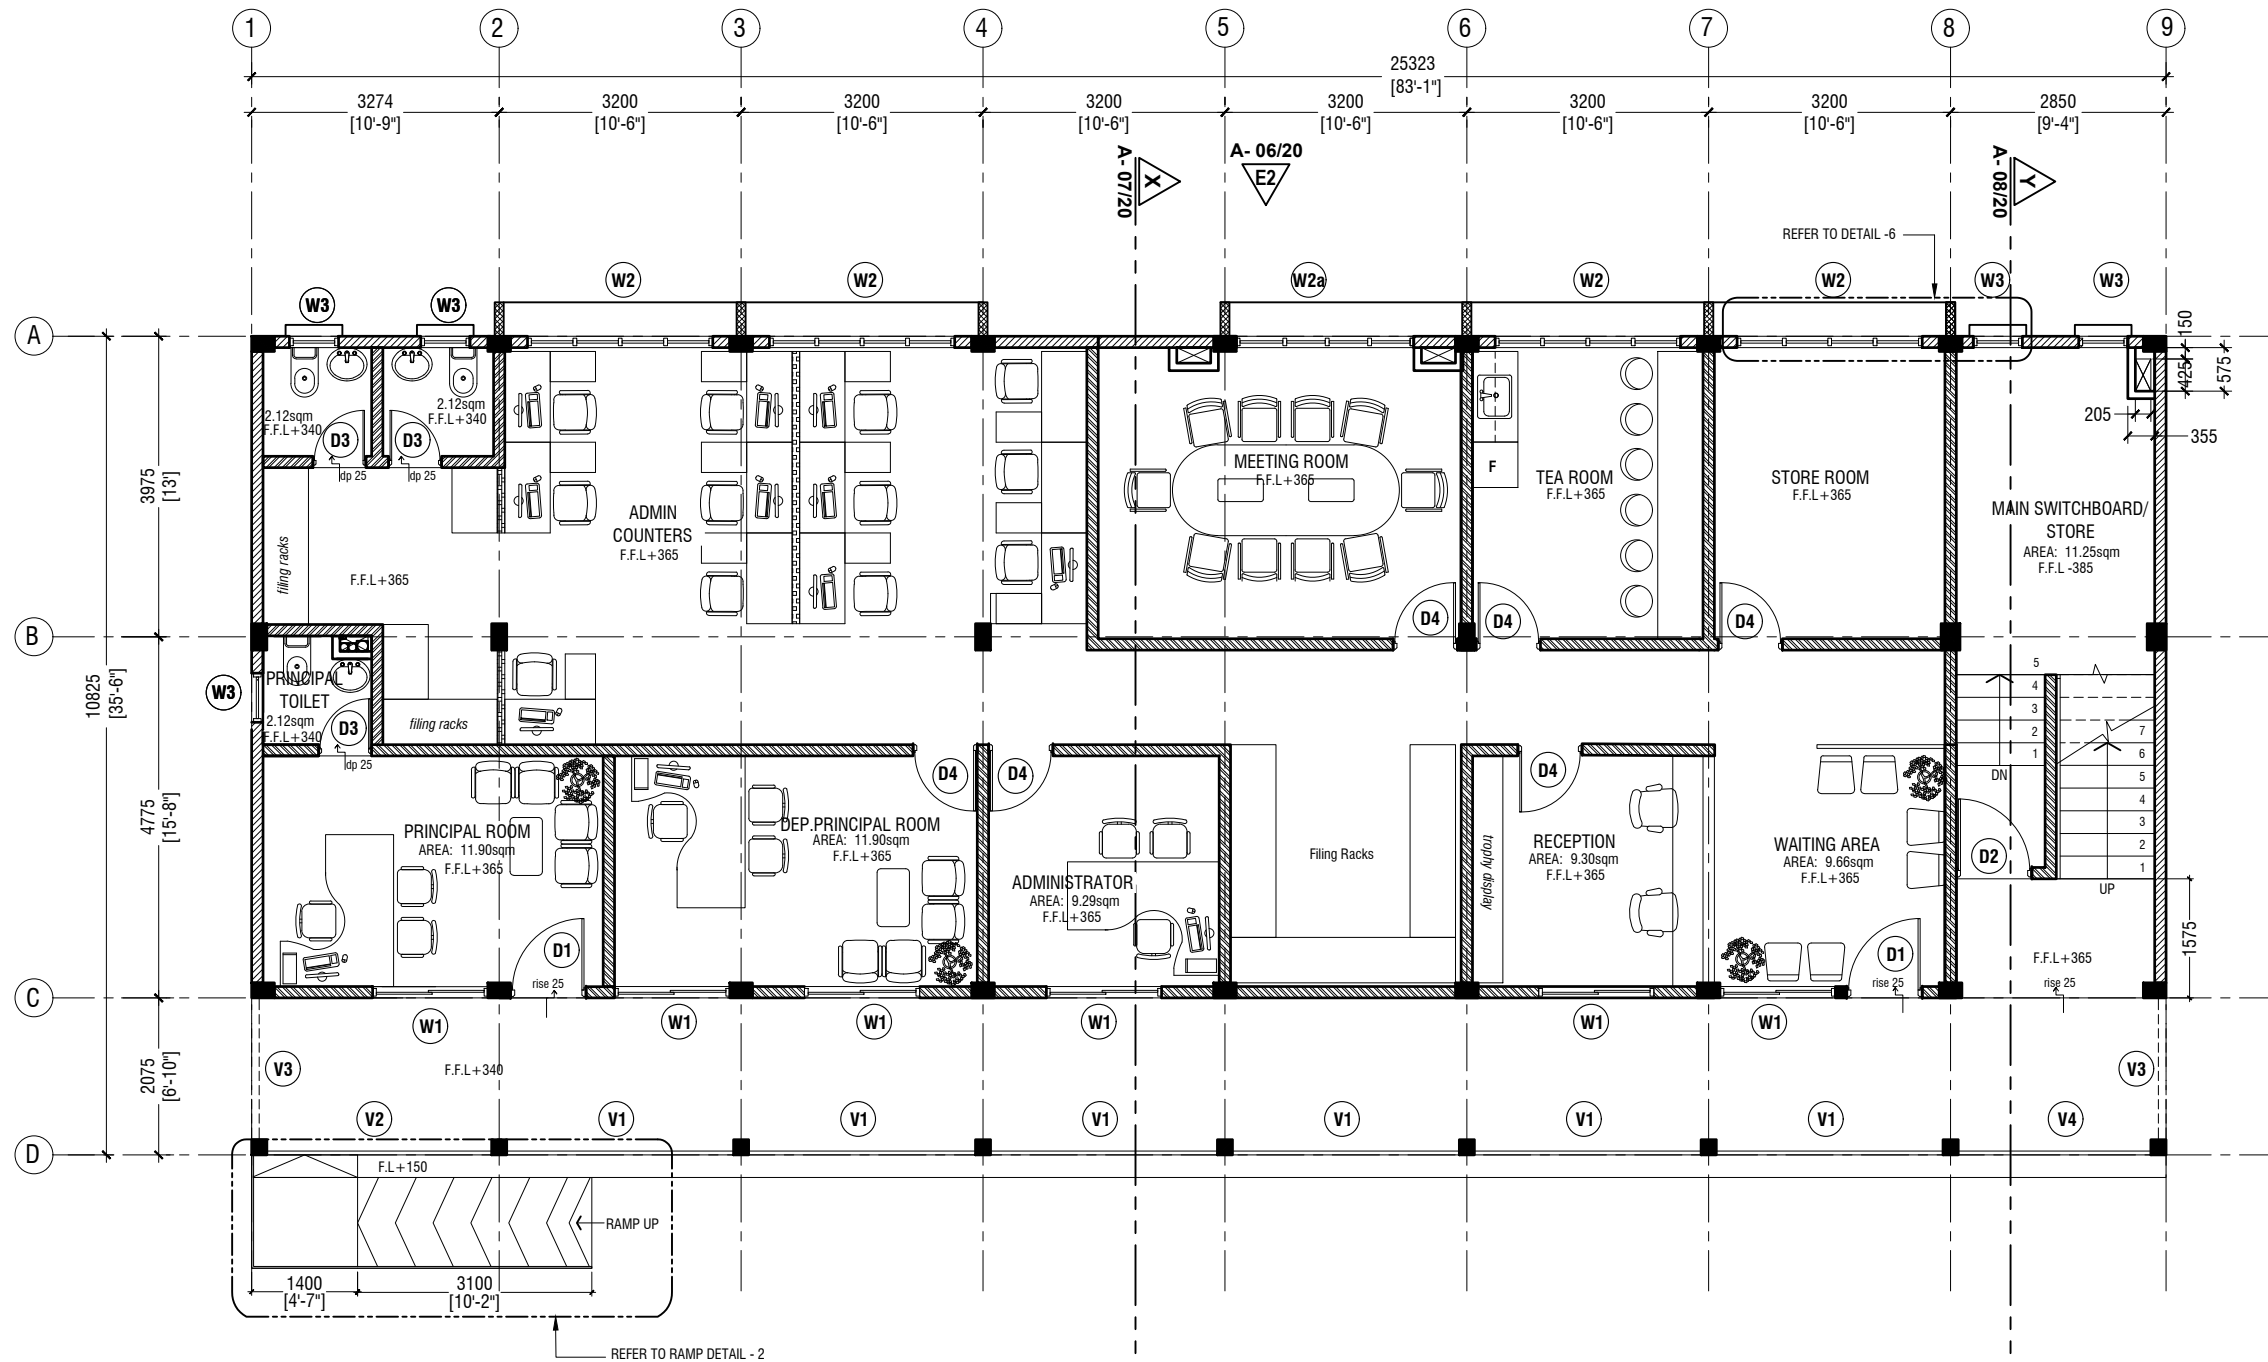 1 2 3 4 5 6 7 8 9
25323
[83'-1"]
3274 3200 3200 3200 3200 3200 3200 2850
[10'-9"] [10'-6"] [10'-6"] [10'-6"] [10'-6"] [10'-6"] [10'-6"] [9'-4"]
A- 07/20
X
A- 06/20
E2
A- 08/20
Y
REFER TO DETAIL -6
W2 W2 W2a W2 W2 W3 W3
W3 W3
A
150
425
575
205
355
2.12sqm
F.F.L+340
2.12sqm
F.F.L+340
D3 D3
dp 25 dp 25
3975
[13']
filing racks
F.F.L+365
ADMIN
COUNTERS
F.F.L+365
MEETING ROOM
F.F.L+365
F
TEA ROOM
F.F.L+365
STORE ROOM
F.F.L+365
MAIN SWITCHBOARD/
STORE
AREA: 11.25sqm
F.F.L -385
D4 D4 D4
B
10825
[35'-6"]
W3
PRINCIPAL
TOILET
2.12sqm
F.F.L+340
D3
dp 25
filing racks
5
4
3
2
1
DN
7
6
5
4
3
2
1
UP
D4 D4 D4
4775
[15'-8"]
PRINCIPAL ROOM
AREA: 11.90sqm
F.F.L+365
DEP.PRINCIPAL ROOM
AREA: 11.90sqm
F.F.L+365
ADMINISTRATOR
AREA: 9.29sqm
F.F.L+365
Filing Racks
trophy display
RECEPTION
AREA: 9.30sqm
F.F.L+365
WAITING AREA
AREA: 9.66sqm
F.F.L+365
D2
D1
rise 25
D1
rise 25
F.F.L+365
rise 25
1575
C
W1 W1 W1 W1 W1 W1
2075
[6'-10"]
V3
F.F.L+340
V3
V2 V1 V1 V1 V1 V1 V1 V4
D
F.L+150
RAMP UP
1400 3100
[4'-7"] [10'-2"]
REFER TO RAMP DETAIL - 2